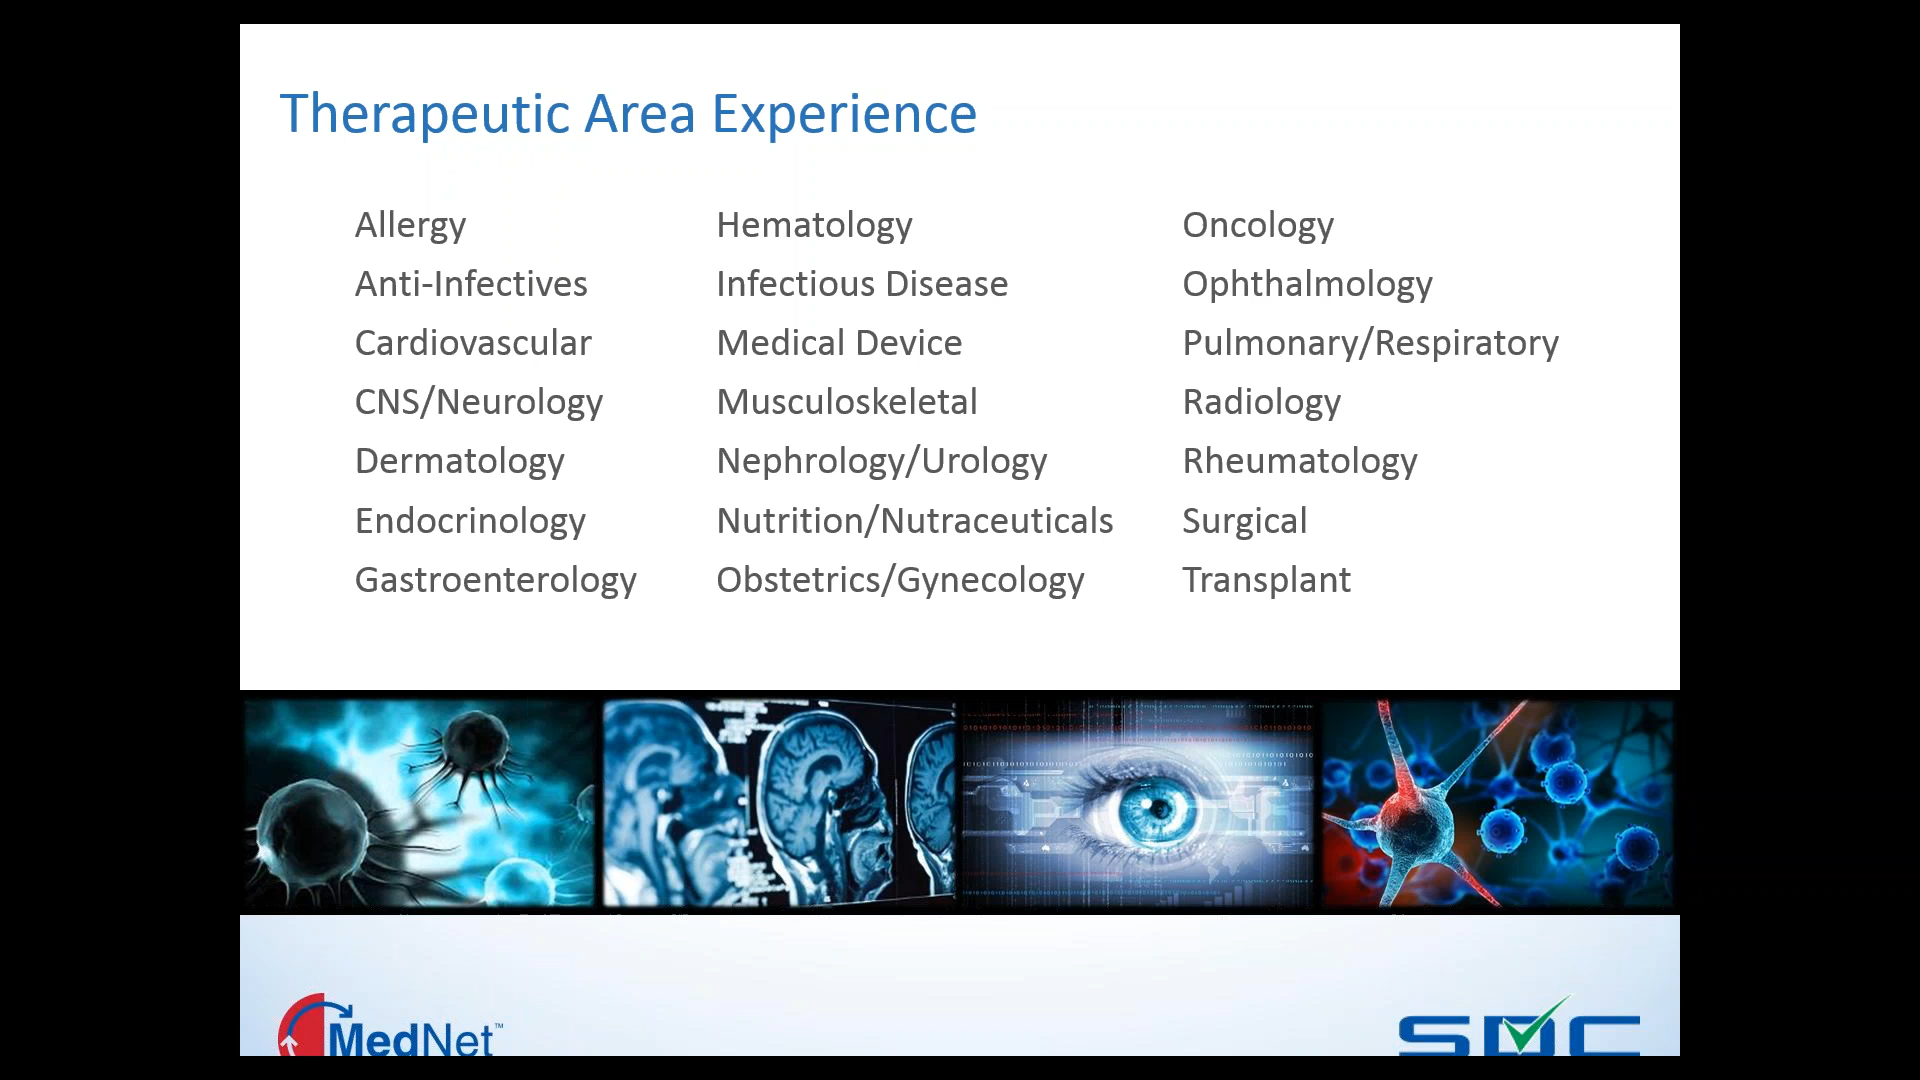 Therapeutic Area Experience
Allergy
Anti-Infectives
Cardiovascular
CNS/Neurology
Dermatology
Endocrinology
Gastroenterology
Hematology
Infectious Disease
Medical Device
Musculoskeletal
Nephrology/Urology
Nutrition/Nutraceuticals
Obstetrics/Gynecology
Oncology
Ophthalmology
Pulmonary/Respiratory
Radiology
Rheumatology
Surgical
Transplant
MedNet™
SDC